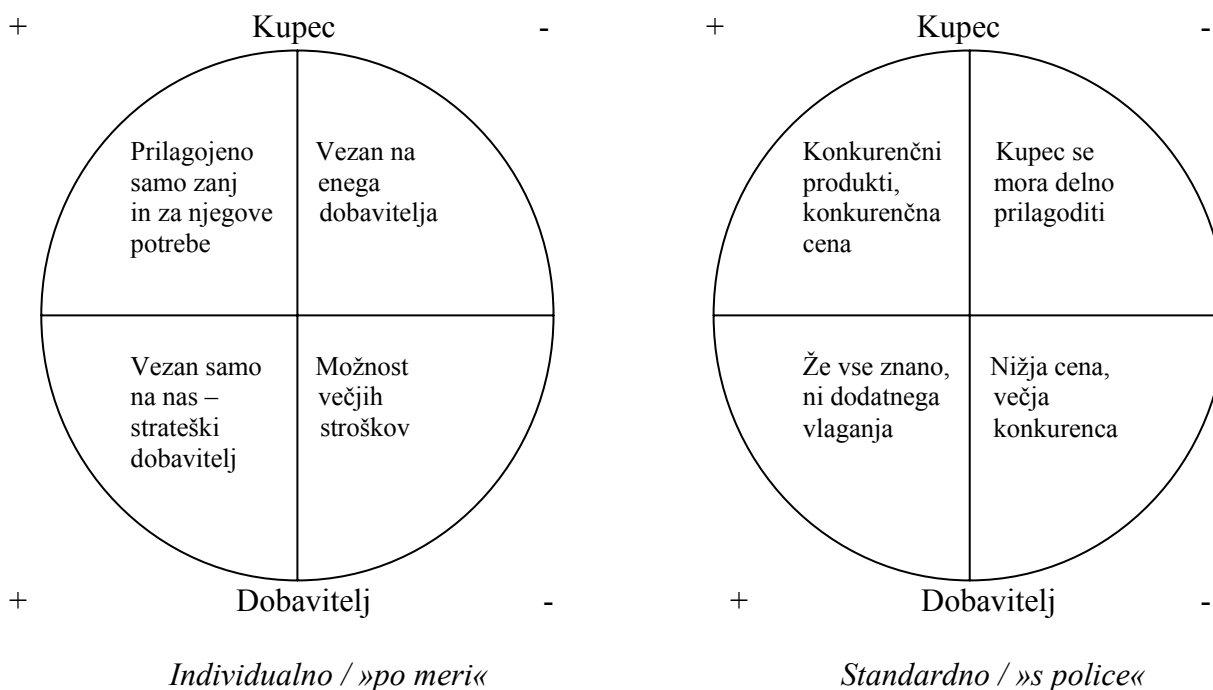 + Kupec -
Prilagojeno
samo zanj
in za njegove
potrebe
Vezan na
enega
dobavitelja
Vezan samo
na nas –
strateški
dobavitelj
Možnost
večjih
stroškov
+ Dobavitelj -
Individualno / »po meri«
+ Kupec -
Konkurenčni
produkti,
konkurenčna
cena
Kupec se
mora delno
prilagoditi
Že vse znano,
ni dodatnega
vlaganja
Nižja cena,
večja
konkurenca
+ Dobavitelj -
Standardno / »s police«